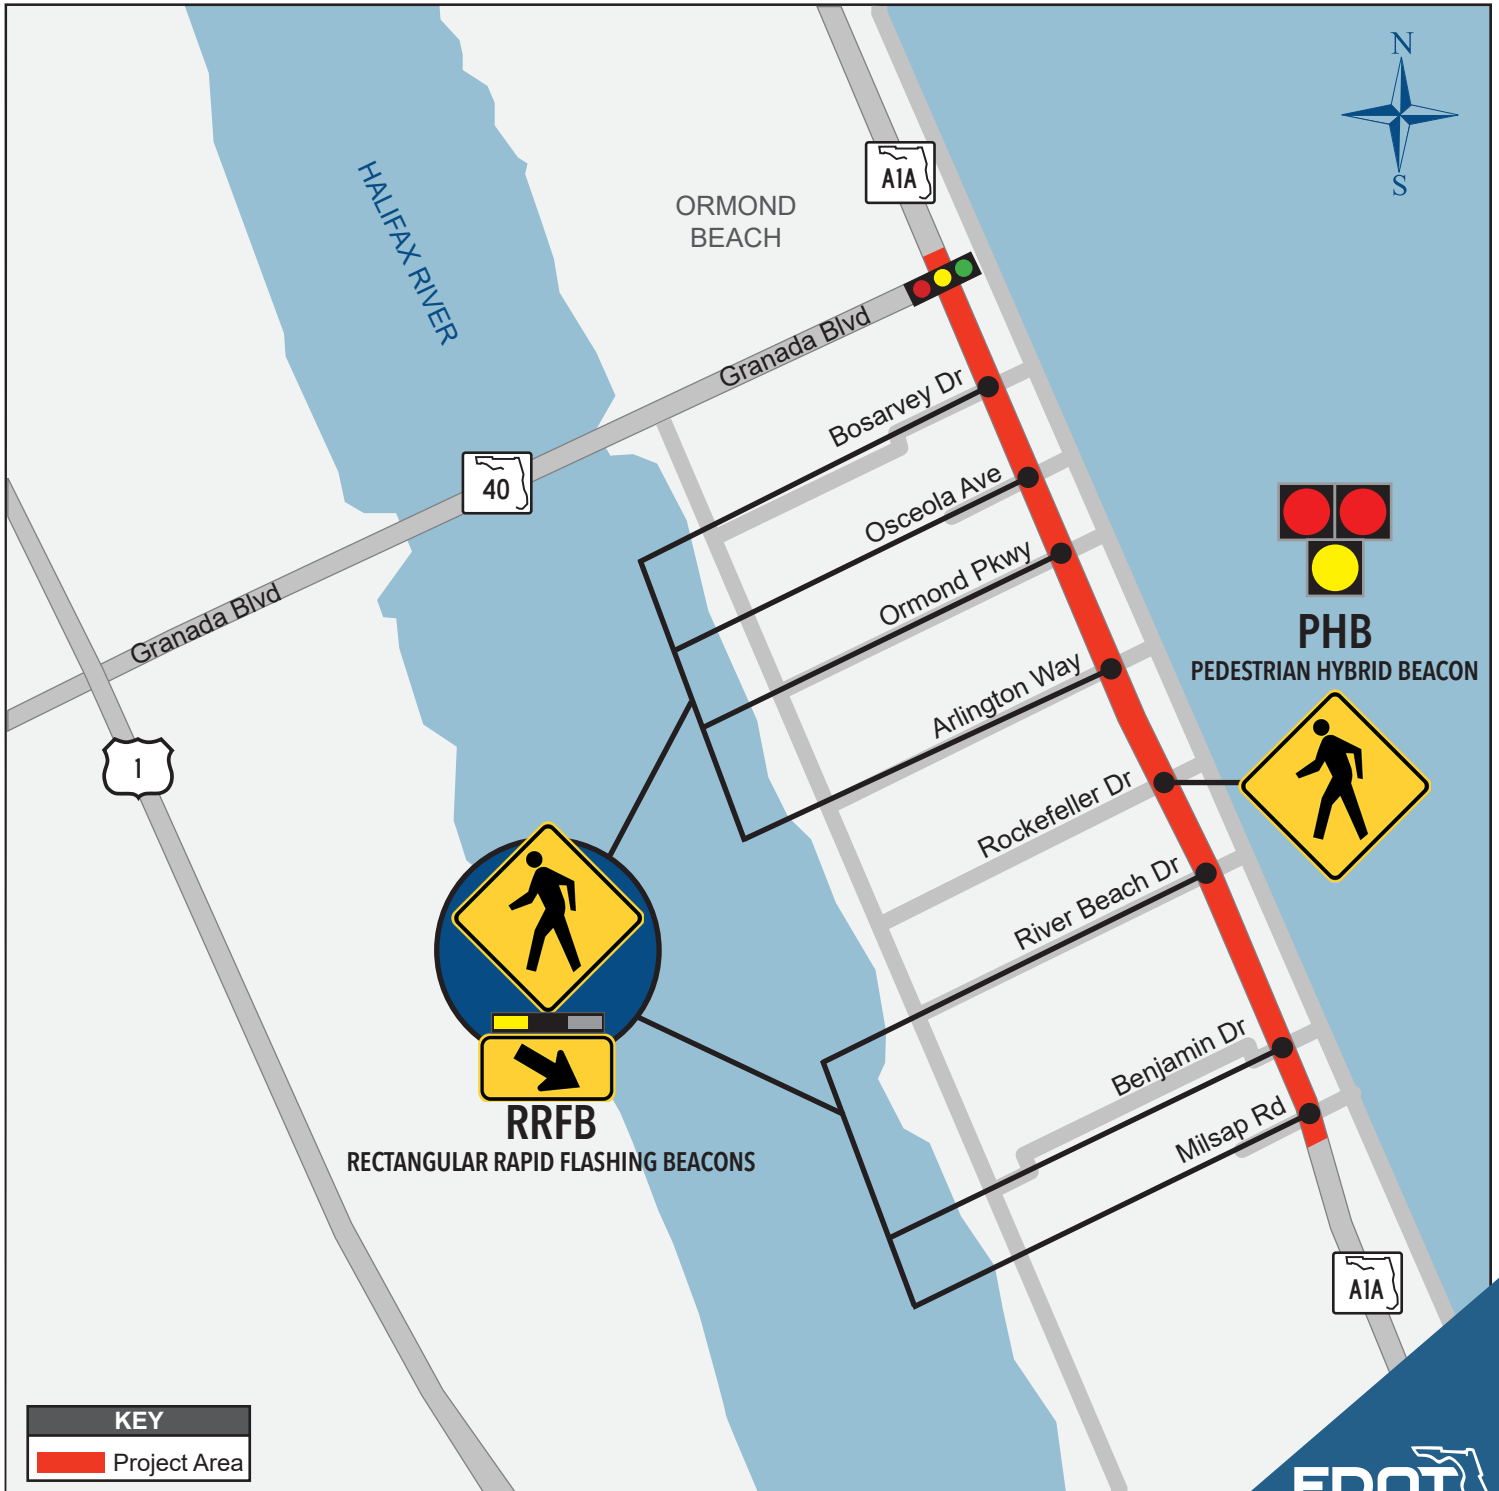 N
S
A1A
HALIFAX RIVER
ORMOND
BEACH
Granada Blvd
Bosarvey Dr
40
Osceola Ave
Ormond Pkwy
Granada Blvd
PHB
PEDESTRIAN HYBRID BEACON
Arlington Way
1
Rockefeller Dr
River Beach Dr
Benjamin Dr
Milsap Rd
RRFB
RECTANGULAR RAPID FLASHING BEACONS
A1A
KEY
Project Area
FDOT